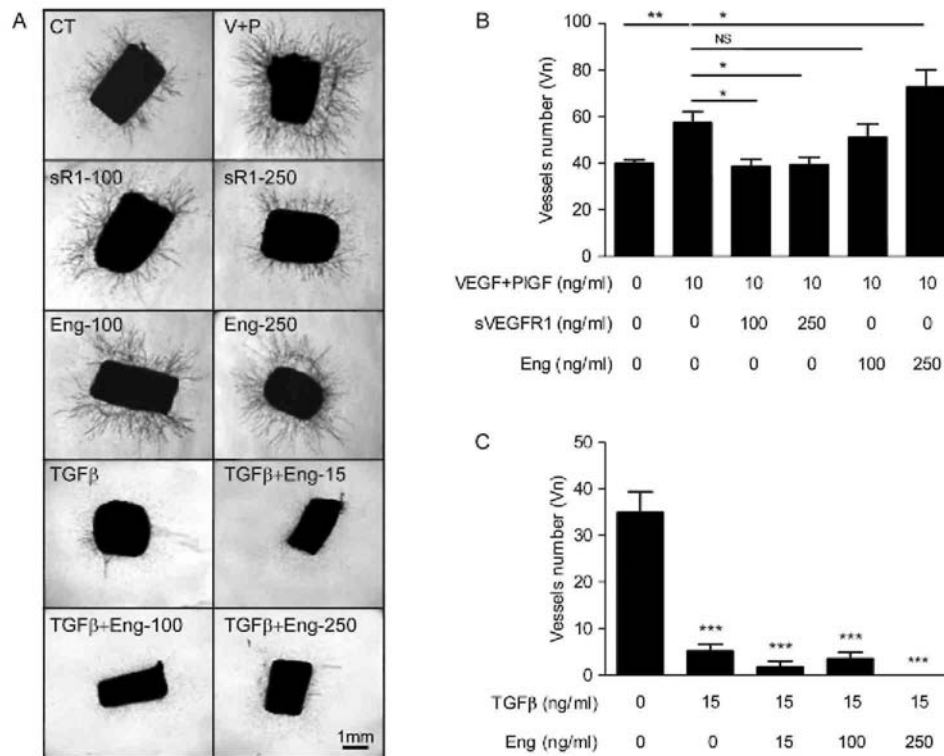 A
CT
V+P
sR1-100
sR1-250
Eng-100
Eng-250
TGFβ
TGFβ+Eng-15
TGFβ+Eng-100
TGFβ+Eng-250
1mm
B
100
80
60
40
20
0
Vessels number (Vn)
** *
NS
*
*
VEGF+PlGF (ng/ml) 0 10 10 10 10 10
sVEGFR1 (ng/ml) 0 0 100 250 0 0
Eng (ng/ml) 0 0 0 0 100 250
C
50
40
30
20
10
0
Vessels number (Vn)
*** *** *** ***
TGFβ (ng/ml) 0 15 15 15 15
Eng (ng/ml) 0 0 15 100 250